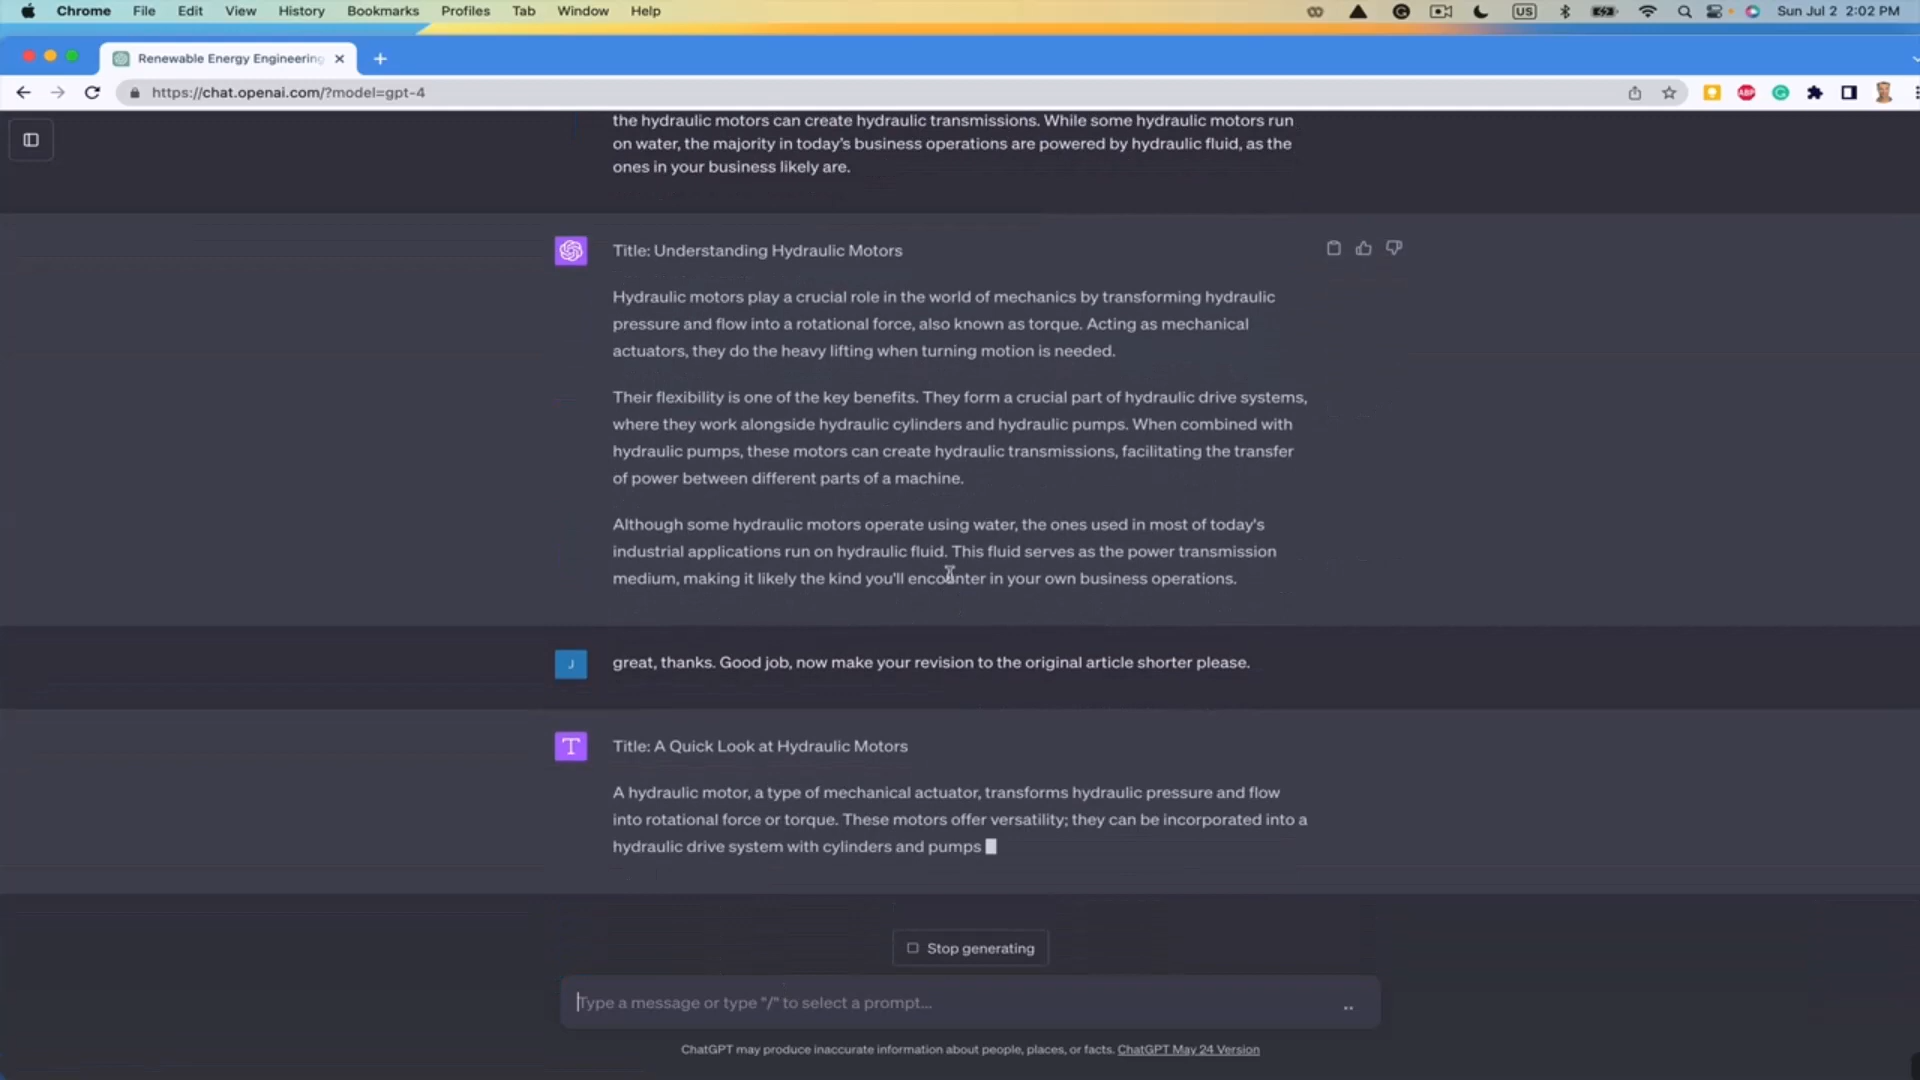 Chrome File Edit View History Bookmarks Profiles Tab Window Help US Sun Jul 2 2:02 PM
Renewable Energy Engineering
https://chat.openai.com/?model=gpt-4 ABP
the hydraulic motors can create hydraulic transmissions. While some hydraulic motors run
on water, the majority in today’s business operations are powered by hydraulic fluid, as the
ones in your business likely are.
Title: Understanding Hydraulic Motors
Hydraulic motors play a crucial role in the world of mechanics by transforming hydraulic
pressure and flow into a rotational force, also known as torque. Acting as mechanical
actuators, they do the heavy lifting when turning motion is needed.
Their flexibility is one of the key benefits. They form a crucial part of hydraulic drive systems,
where they work alongside hydraulic cylinders and hydraulic pumps. When combined with
hydraulic pumps, these motors can create hydraulic transmissions, facilitating the transfer
of power between different parts of a machine.
Although some hydraulic motors operate using water, the ones used in most of today's
industrial applications run on hydraulic fluid. This fluid serves as the power transmission
medium, making it likely the kind you'll encounter in your own business operations.
J great, thanks. Good job, now make your revision to the original article shorter please.
T Title: A Quick Look at Hydraulic Motors
A hydraulic motor, a type of mechanical actuator, transforms hydraulic pressure and flow
into rotational force or torque. These motors offer versatility; they can be incorporated into a
hydraulic drive system with cylinders and pumps
Stop generating
Type a message or type "/" to select a prompt...
ChatGPT may produce inaccurate information about people, places, or facts. ChatGPT May 24 Version